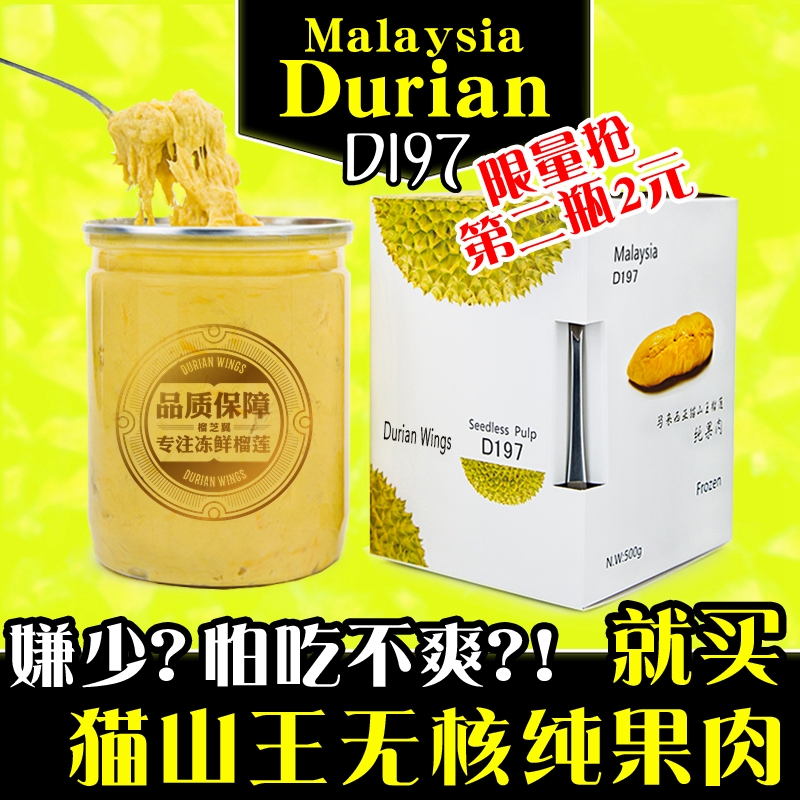 Malaysia
Durian
D197
限量抢
第二瓶2元
DURIAN WINGS
品质保障
榴芝翼
专注冻鲜榴莲
DURIAN WINGS
Durian Wings
Seedless Pulp
D197
Malaysia
D197
马来西亚猫山王榴莲
纯果肉
Frozen
N.W:500g
嫌少?怕吃不爽?!就买
猫山王无核纯果肉